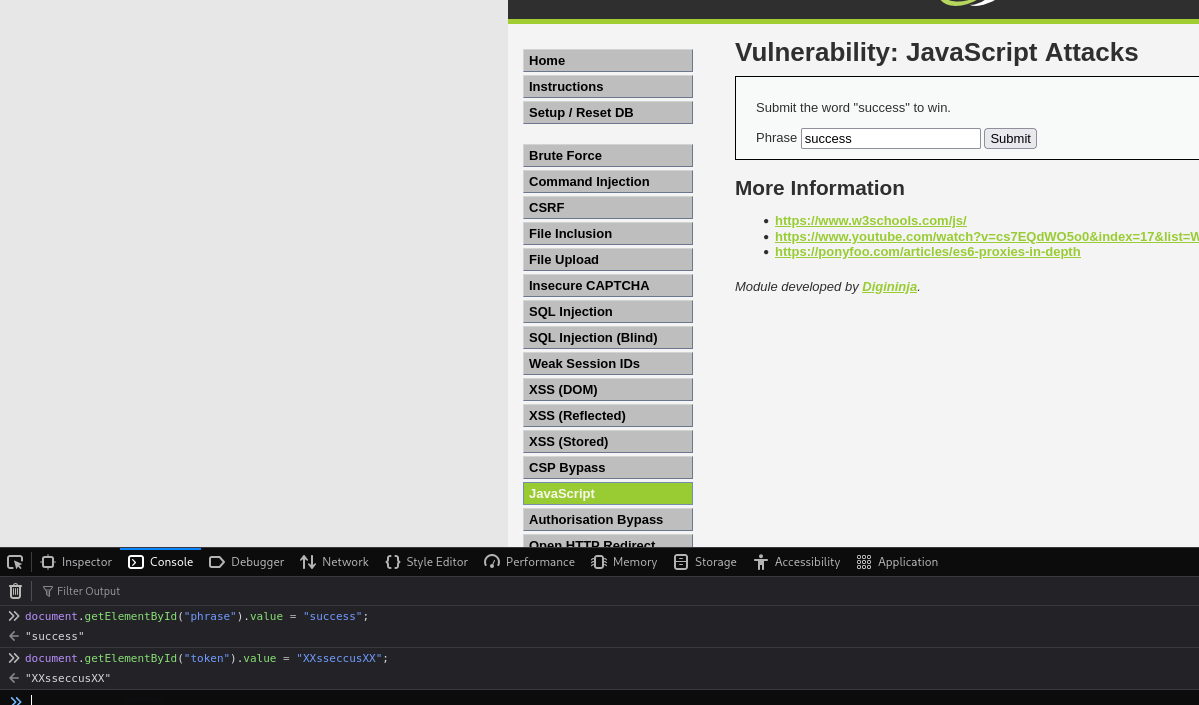 Home
Instructions
Setup / Reset DB
Brute Force
Command Injection
CSRF
File Inclusion
File Upload
Insecure CAPTCHA
SQL Injection
SQL Injection (Blind)
Weak Session IDs
XSS (DOM)
XSS (Reflected)
XSS (Stored)
CSP Bypass
JavaScript
Authorisation Bypass
Open HTTP Redirect
Vulnerability: JavaScript Attacks
Submit the word "success" to win.
Phrase success Submit
More Information
https://www.w3schools.com/js/
https://www.youtube.com/watch?v=cs7EQdWO5o0&index=17&list=W
https://ponyfoo.com/articles/es6-proxies-in-depth
Module developed by Digininja.
Inspector Console Debugger Network Style Editor Performance Memory Storage Accessibility Application
Filter Output
document.getElementById("phrase").value = "success";
"success"
document.getElementById("token").value = "XXsseccusXX";
"XXsseccusXX"